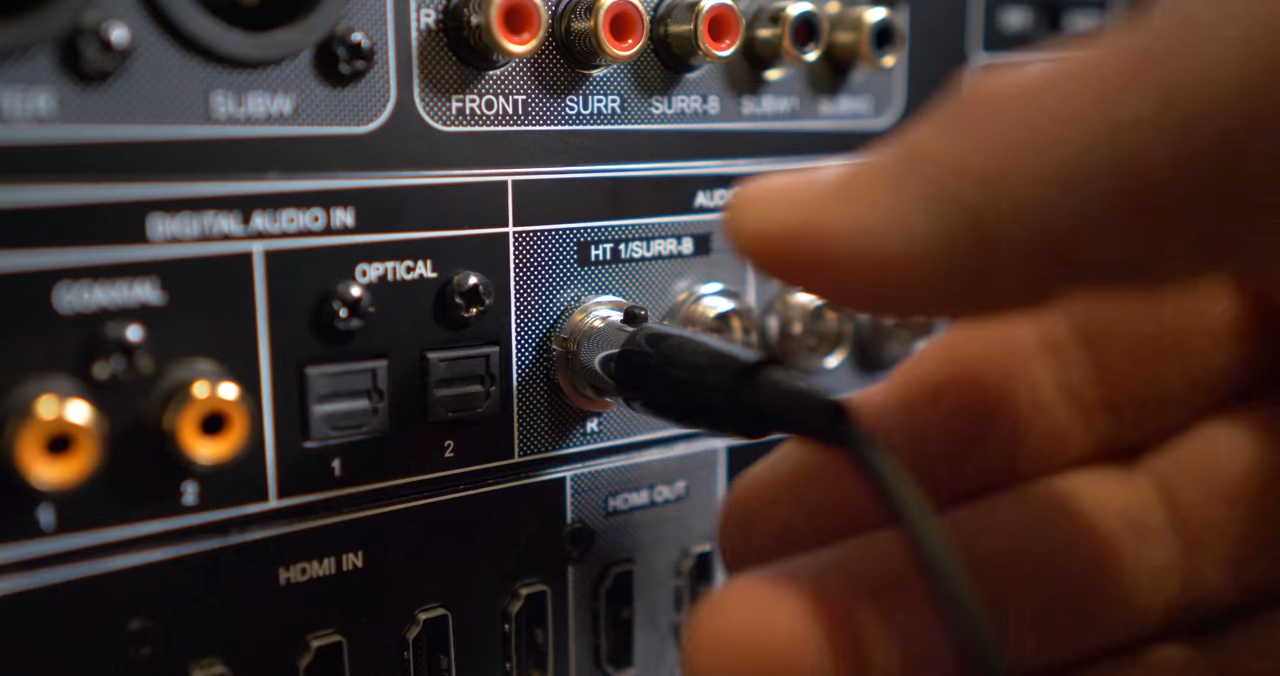 R
SUBW
FRONT SURR SURR-B SUBW1
DIGITAL AUDIO IN
HT 1/SURR-B
COAXIAL
OPTICAL
R
1 2
1 2
HDMI OUT
HDMI IN